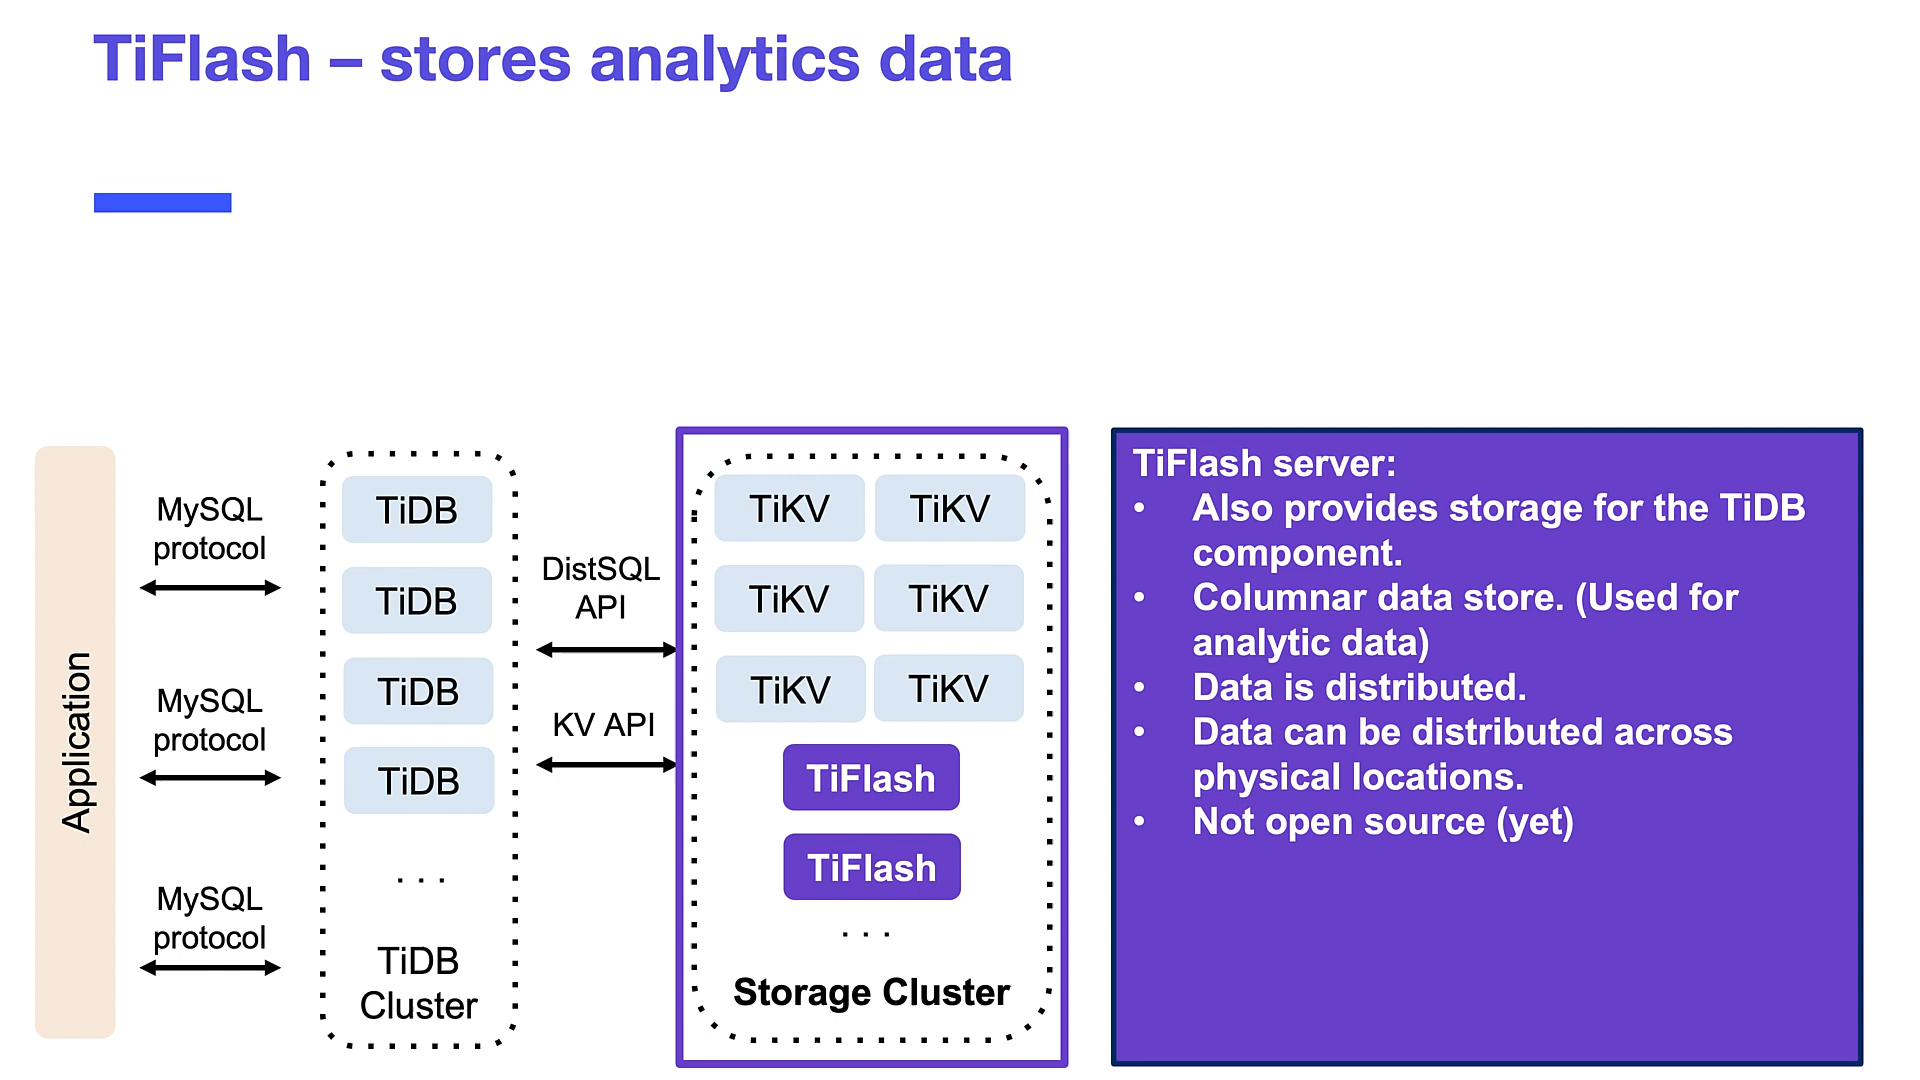 TiFlash – stores analytics data
Application
MySQL
protocol
MySQL
protocol
MySQL
protocol
TiDB
TiDB
TiDB
TiDB
. . .
TiDB
Cluster
DistSQL
API
KV API
TiKV TiKV
TiKV TiKV
TiKV TiKV
TiFlash
TiFlash
. . .
Storage Cluster
TiFlash server:
• Also provides storage for the TiDB
component.
• Columnar data store. (Used for
analytic data)
• Data is distributed.
• Data can be distributed across
physical locations.
• Not open source (yet)